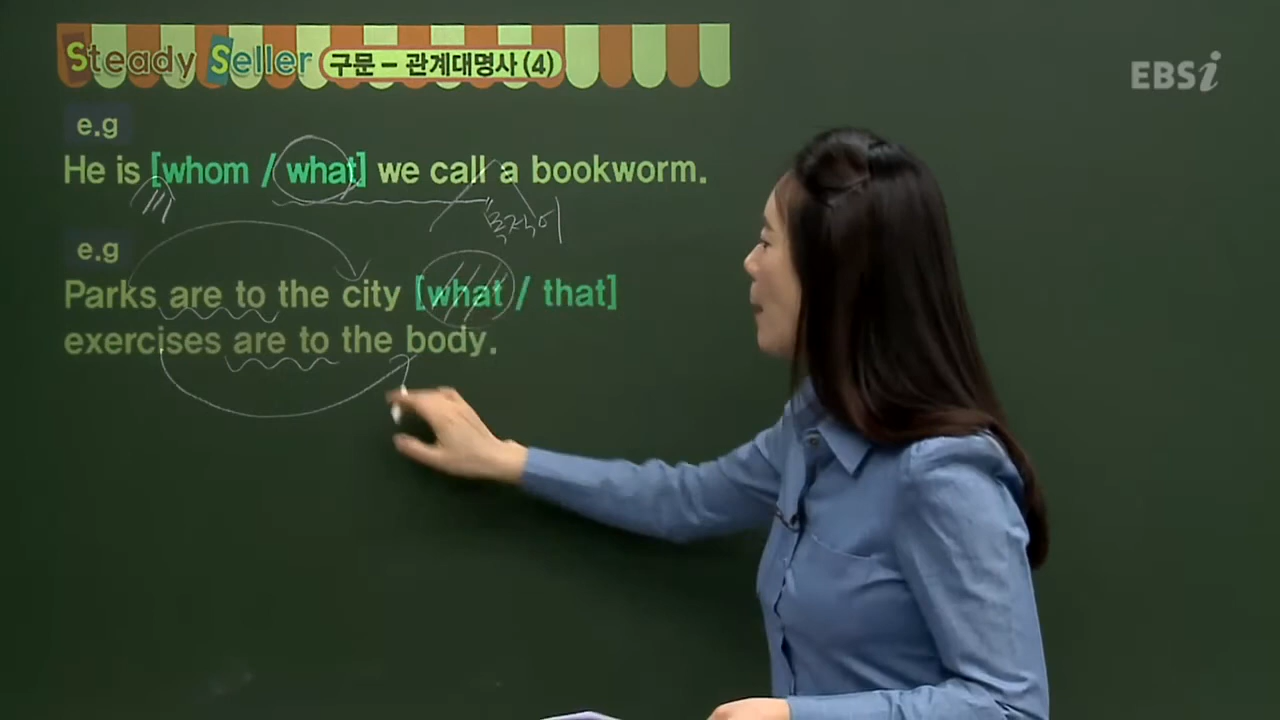 Steady Seller 구문 - 관계대명사 (4)
EBSi
e.g
He is [whom / what] we call a bookworm.
목적어
e.g
Parks are to the city [what / that]
exercises are to the body.